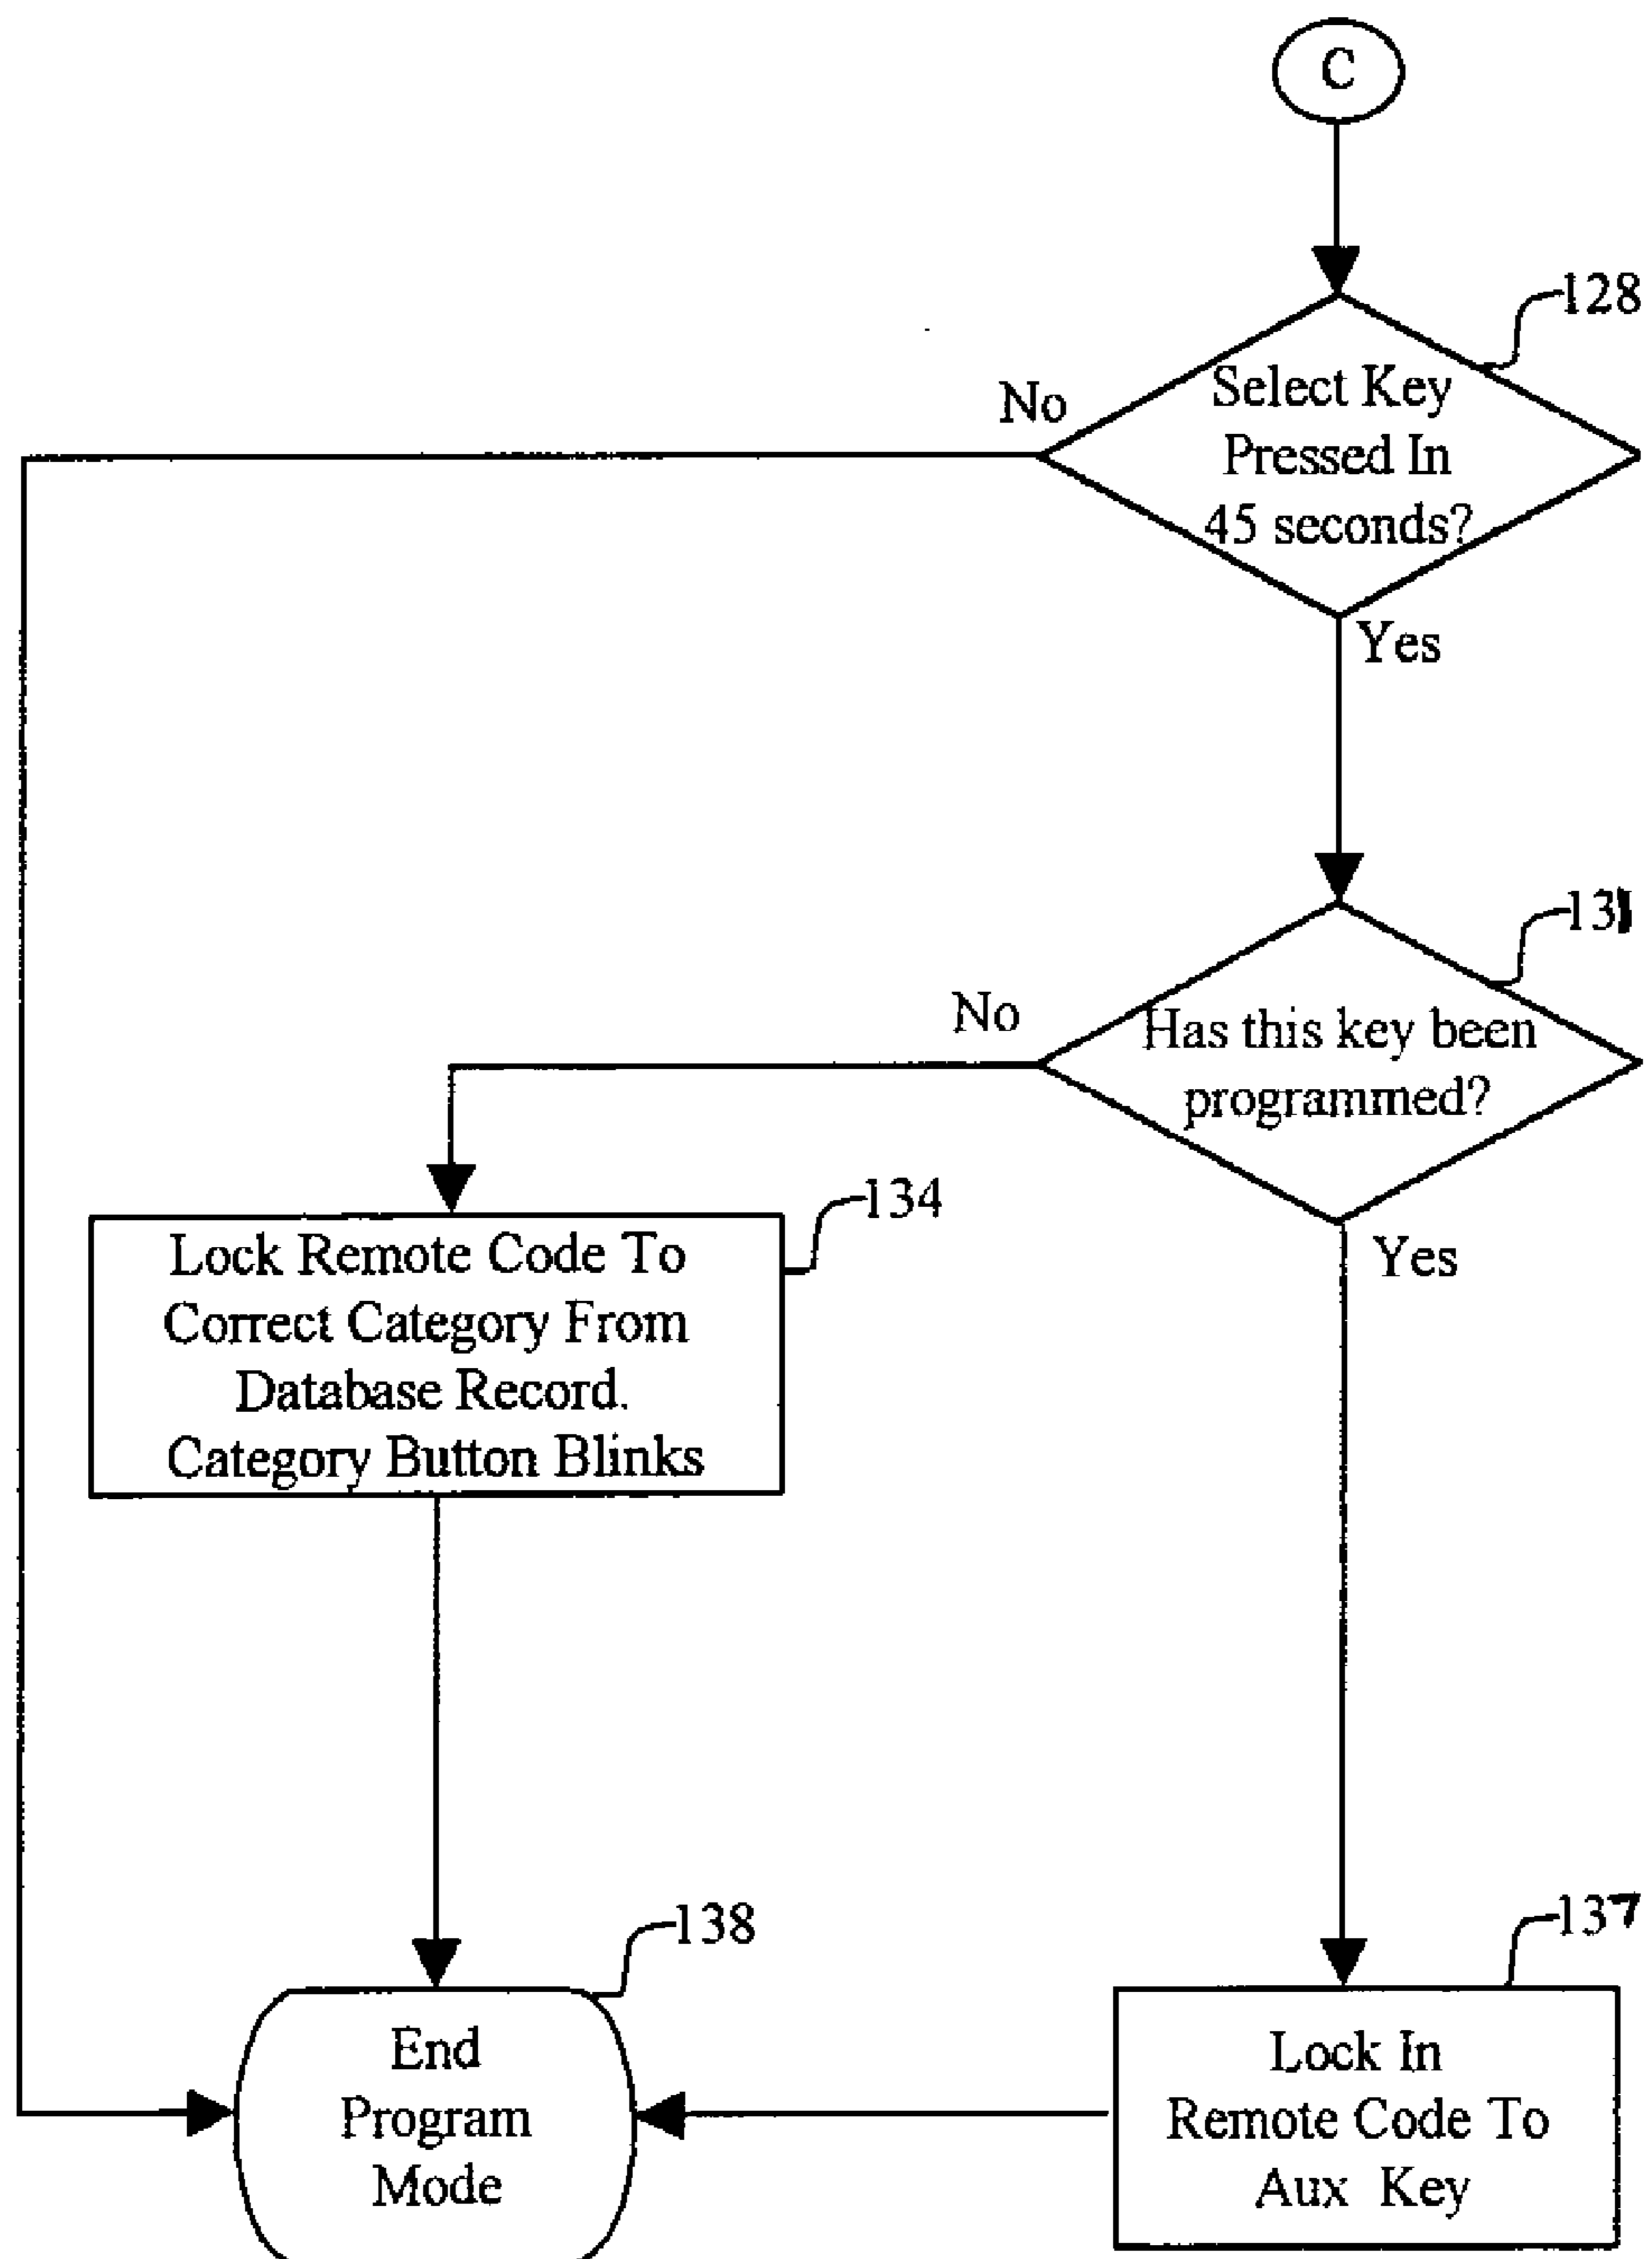 C
128
No
Select Key
Pressed In
45 seconds?
Yes
131
No
Has this key been
programmed?
134
Yes
Lock Remote Code To
Correct Category From
Database Record.
Category Button Blinks
138
137
End
Program
Mode
Lock In
Remote Code To
Aux Key